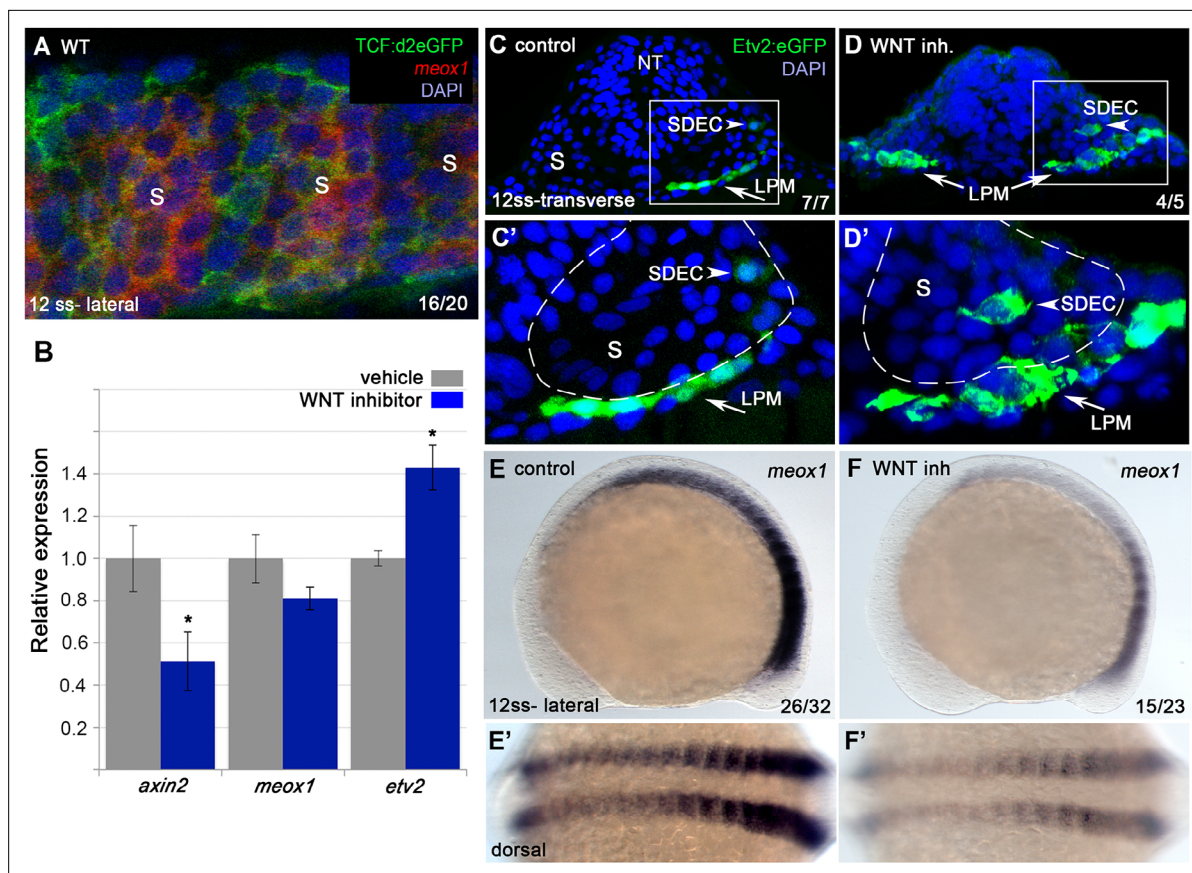 A WT
TCF:d2eGFP
meox1
DAPI
S
S
S
12 ss- lateral
16/20
B
vehicle
WNT inhibitor
Relative expression
1.4
1.2
1.0
0.8
0.6
0.4
0.2
*
*
axin2
meox1
etv2
C control
Etv2:eGFP
DAPI
NT
SDEC
S
LPM
12ss-transverse
7/7
D WNT inh.
SDEC
LPM
4/5
C'
SDEC
S
LPM
D'
S
SDEC
LPM
E control
meox1
12ss- lateral
26/32
F WNT inh
meox1
15/23
E'
dorsal
F'